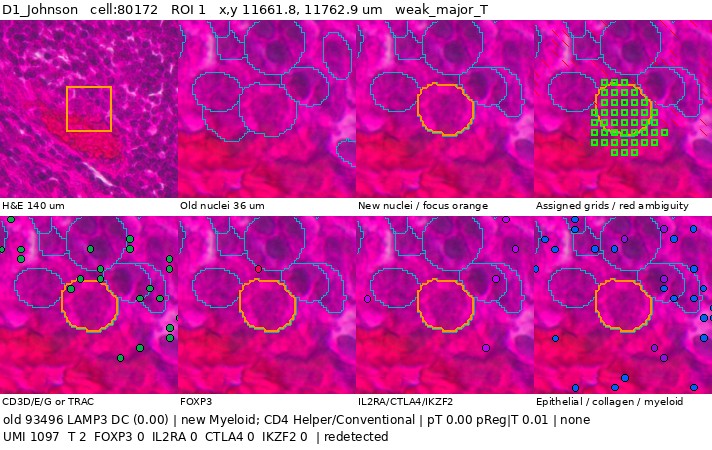 D1_Johnson cell:80172 ROI 1 x,y 11661.8, 11762.9 um weak_major_T
H&E 140 um
Old nuclei 36 um
New nuclei / focus orange
Assigned grids / red ambiguity
CD3D/E/G or TRAC
FOXP3
IL2RA/CTLA4/IKZF2
Epithelial / collagen / myeloid
old 93496 LAMP3 DC (0.00) | new Myeloid; CD4 Helper/Conventional | pT 0.00 pReg|T 0.01 | none
UMI 1097 T 2 FOXP3 0 IL2RA 0 CTLA4 0 IKZF2 0 | redetected